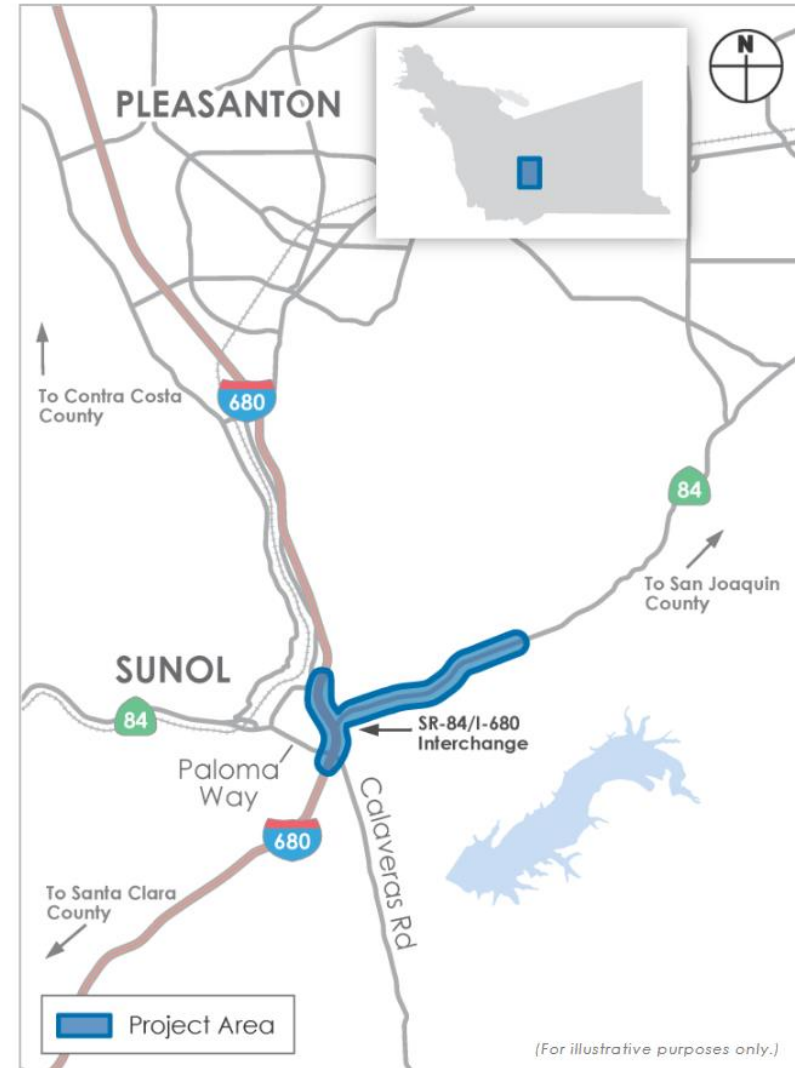 N
PLEASANTON
To Contra Costa
County
680
84
To San Joaquin
County
SUNOL
84
SR-84/I-680
Interchange
Paloma
Way
Calaveras Rd
680
To Santa Clara
County
Project Area
(For illustrative purposes only.)